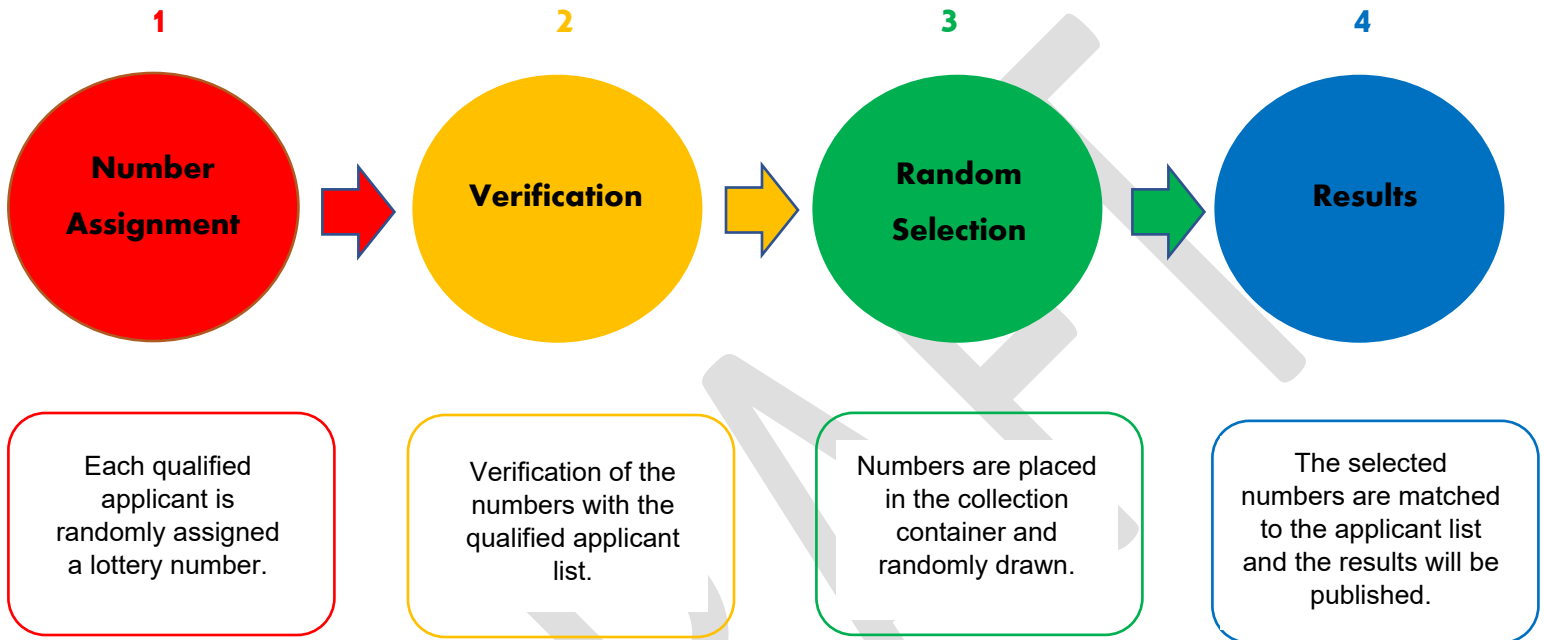 1
2
3
4
Number
Assignment
Verification
Random
Selection
Results
Each qualified
applicant is
randomly assigned
a lottery number.
Verification of the
numbers with the
qualified applicant
list.
Numbers are placed
in the collection
container and
randomly drawn.
The selected
numbers are matched
to the applicant list
and the results will be
published.